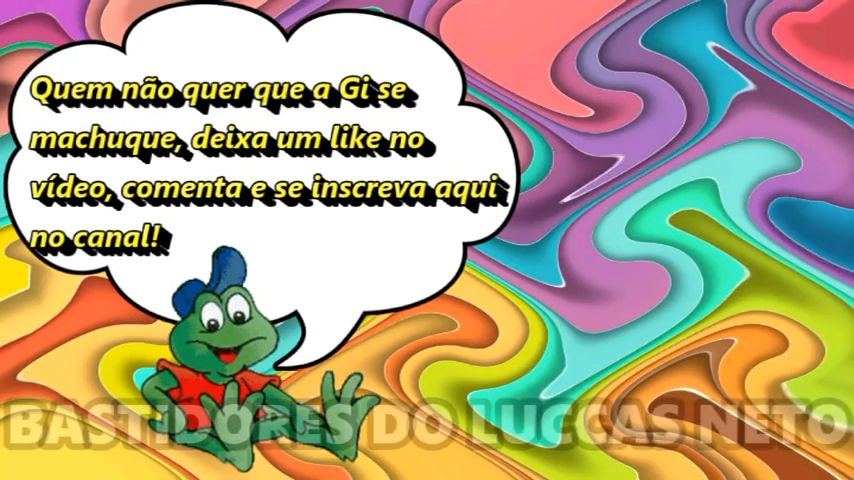 Quem não quer que a Gi se
machuque, deixa um like no
vídeo, comenta e se inscreva aqui
no canal!
BASTIDORES DO LUCCAS NETO